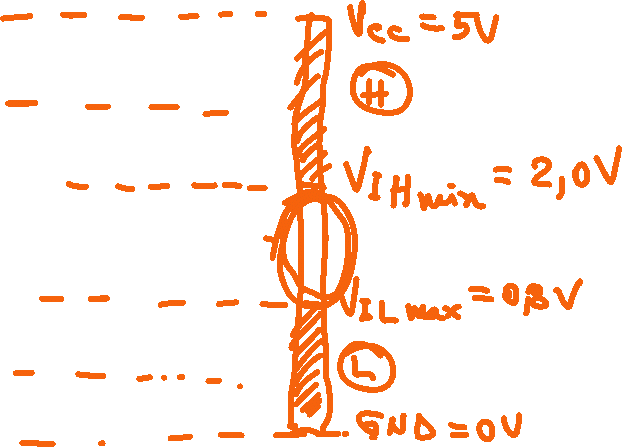 Vcc = 5V
H
VIHmin = 2,0V
VILmax = 0,8V
L
GND = 0V